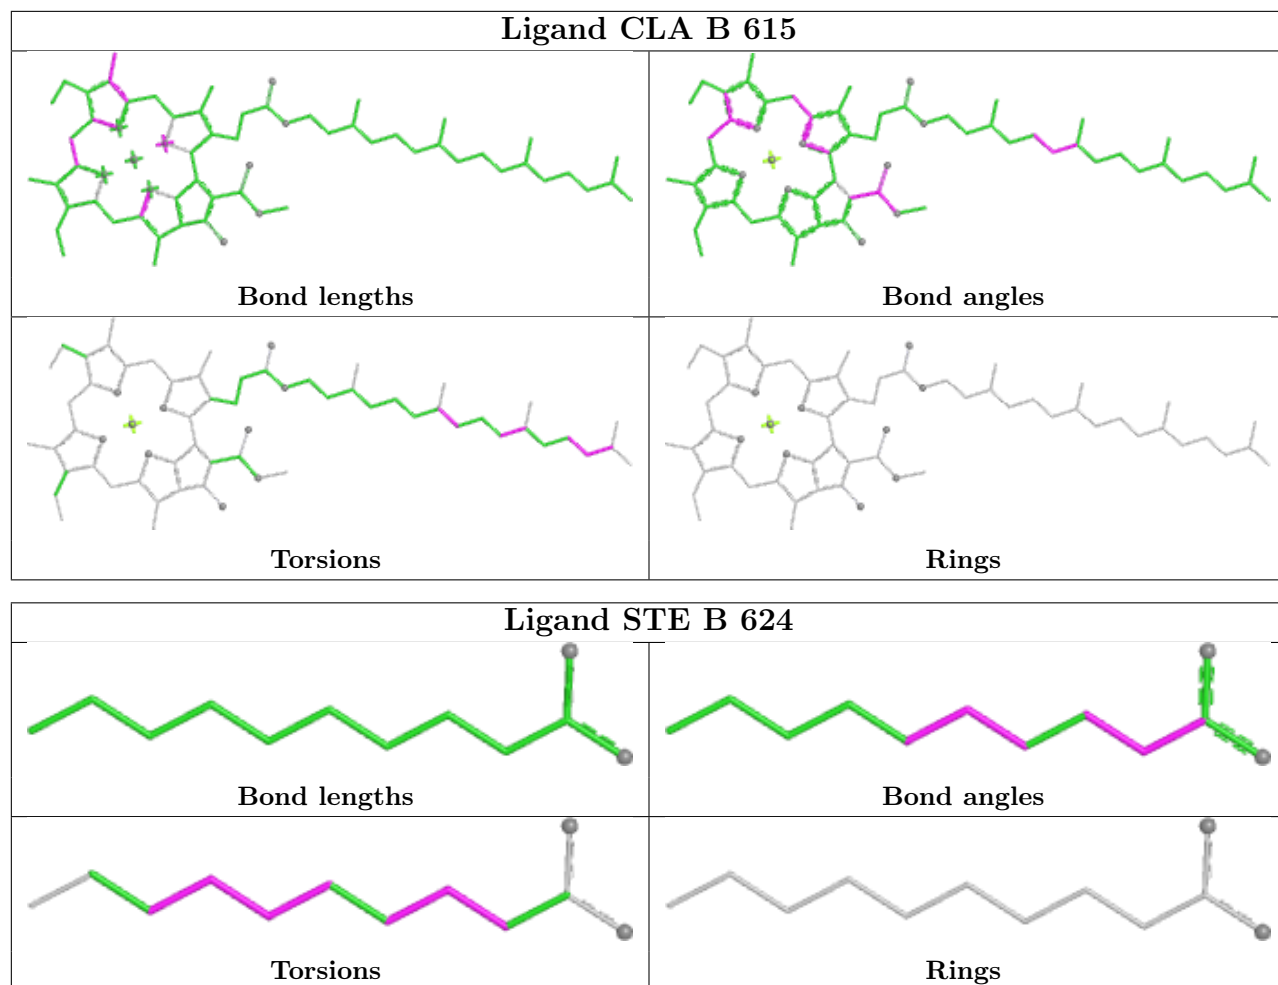 Ligand CLA B 615
Bond lengths
Bond angles
Torsions
Rings
Ligand STE B 624
Bond lengths
Bond angles
Torsions
Rings